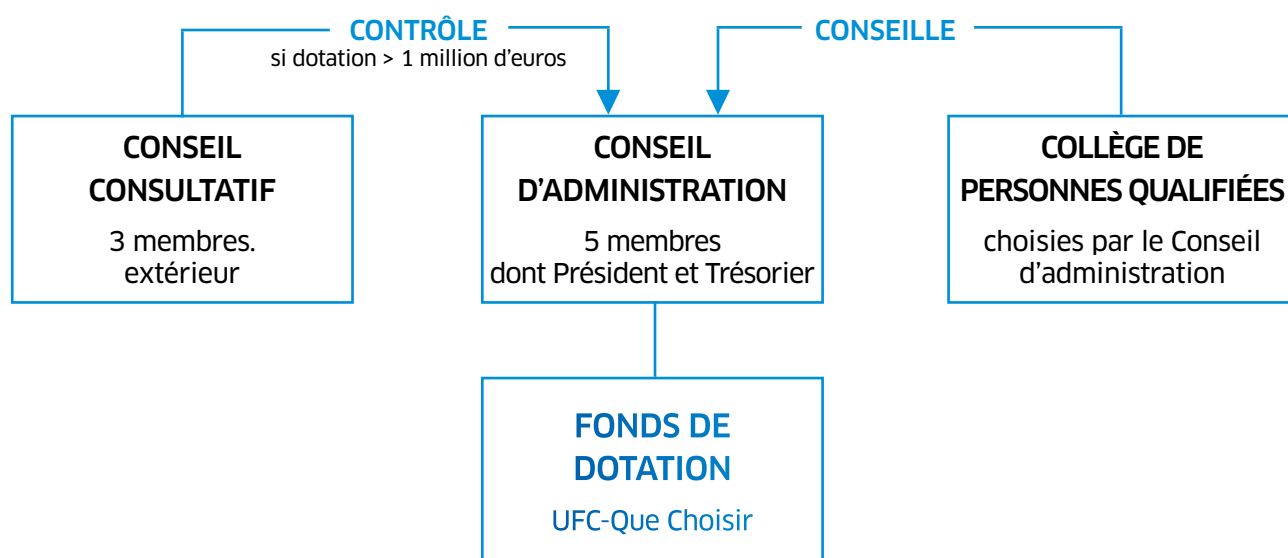 CONTRÔLE
si dotation > 1 million d'euros
CONSEILLE
CONSEIL
CONSULTATIF
3 membres.
extérieur
CONSEIL
D'ADMINISTRATION
5 membres
dont Président et Trésorier
COLLÈGE DE
PERSONNES QUALIFIÉES
choisies par le Conseil
d'administration
FONDS DE
DOTATION
UFC-Que Choisir